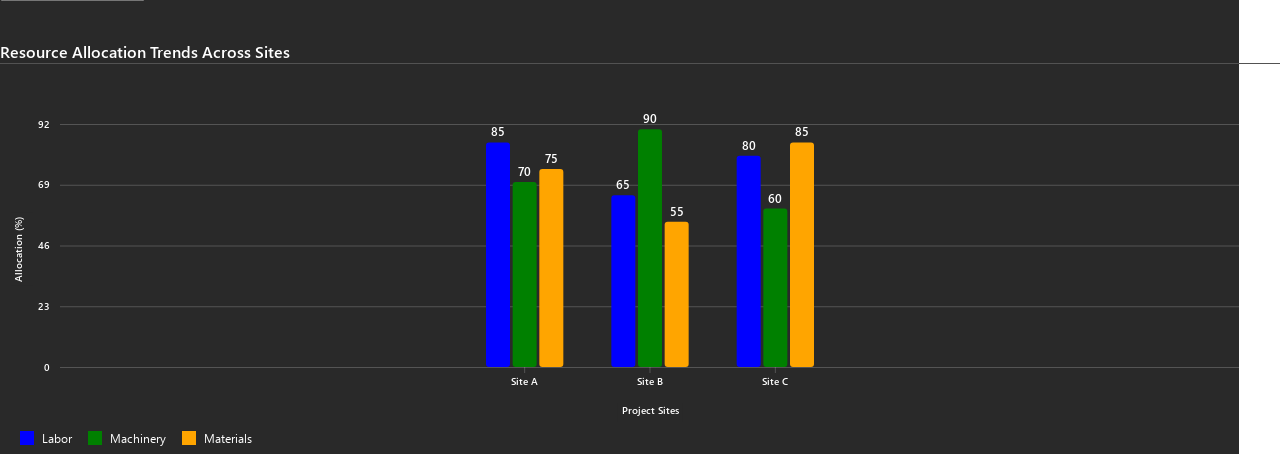 Resource Allocation Trends Across Sites
92
69
46
23
0
Allocation (%)
85
70
75
65
90
55
80
60
85
Site A
Site B
Site C
Project Sites
Labor
Machinery
Materials